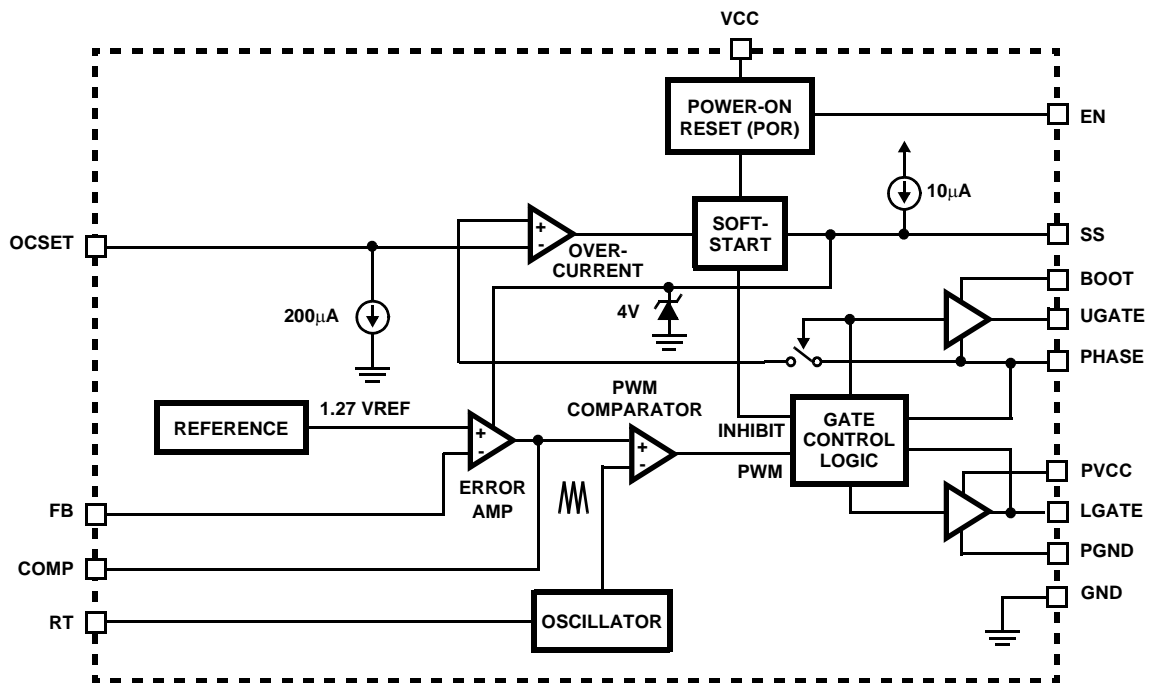 VCC
POWER-ON
RESET (POR)
EN
10µA
SOFT-
START
SS
OCSET
+
-
OVER-
CURRENT
BOOT
200µA
4V
UGATE
PHASE
PWM
COMPARATOR
1.27 VREF
REFERENCE
+
-
+
-
INHIBIT
PWM
GATE
CONTROL
LOGIC
ERROR
AMP
PVCC
FB
LGATE
PGND
COMP
GND
RT
OSCILLATOR